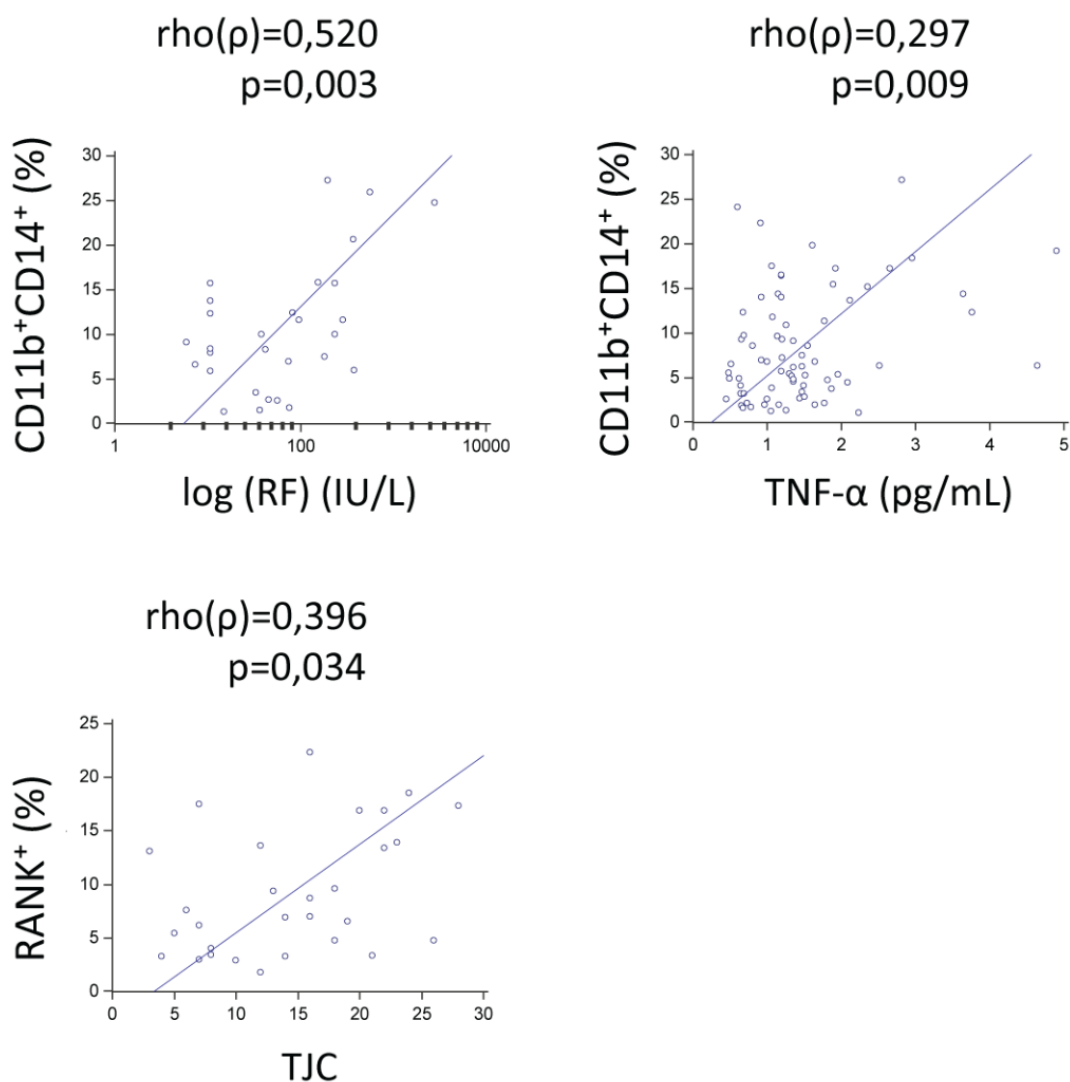 rho(ρ)=0,520
p=0,003
CD11b⁺CD14⁺ (%)
30
25
20
15
10
5
0
1 100 10000
log (RF) (IU/L)
rho(ρ)=0,297
p=0,009
CD11b⁺CD14⁺ (%)
30
25
20
15
10
5
0
0 1 2 3 4 5
TNF-α (pg/mL)
rho(ρ)=0,396
p=0,034
RANK⁺ (%)
25
20
15
10
5
0
0 5 10 15 20 25 30
TJC